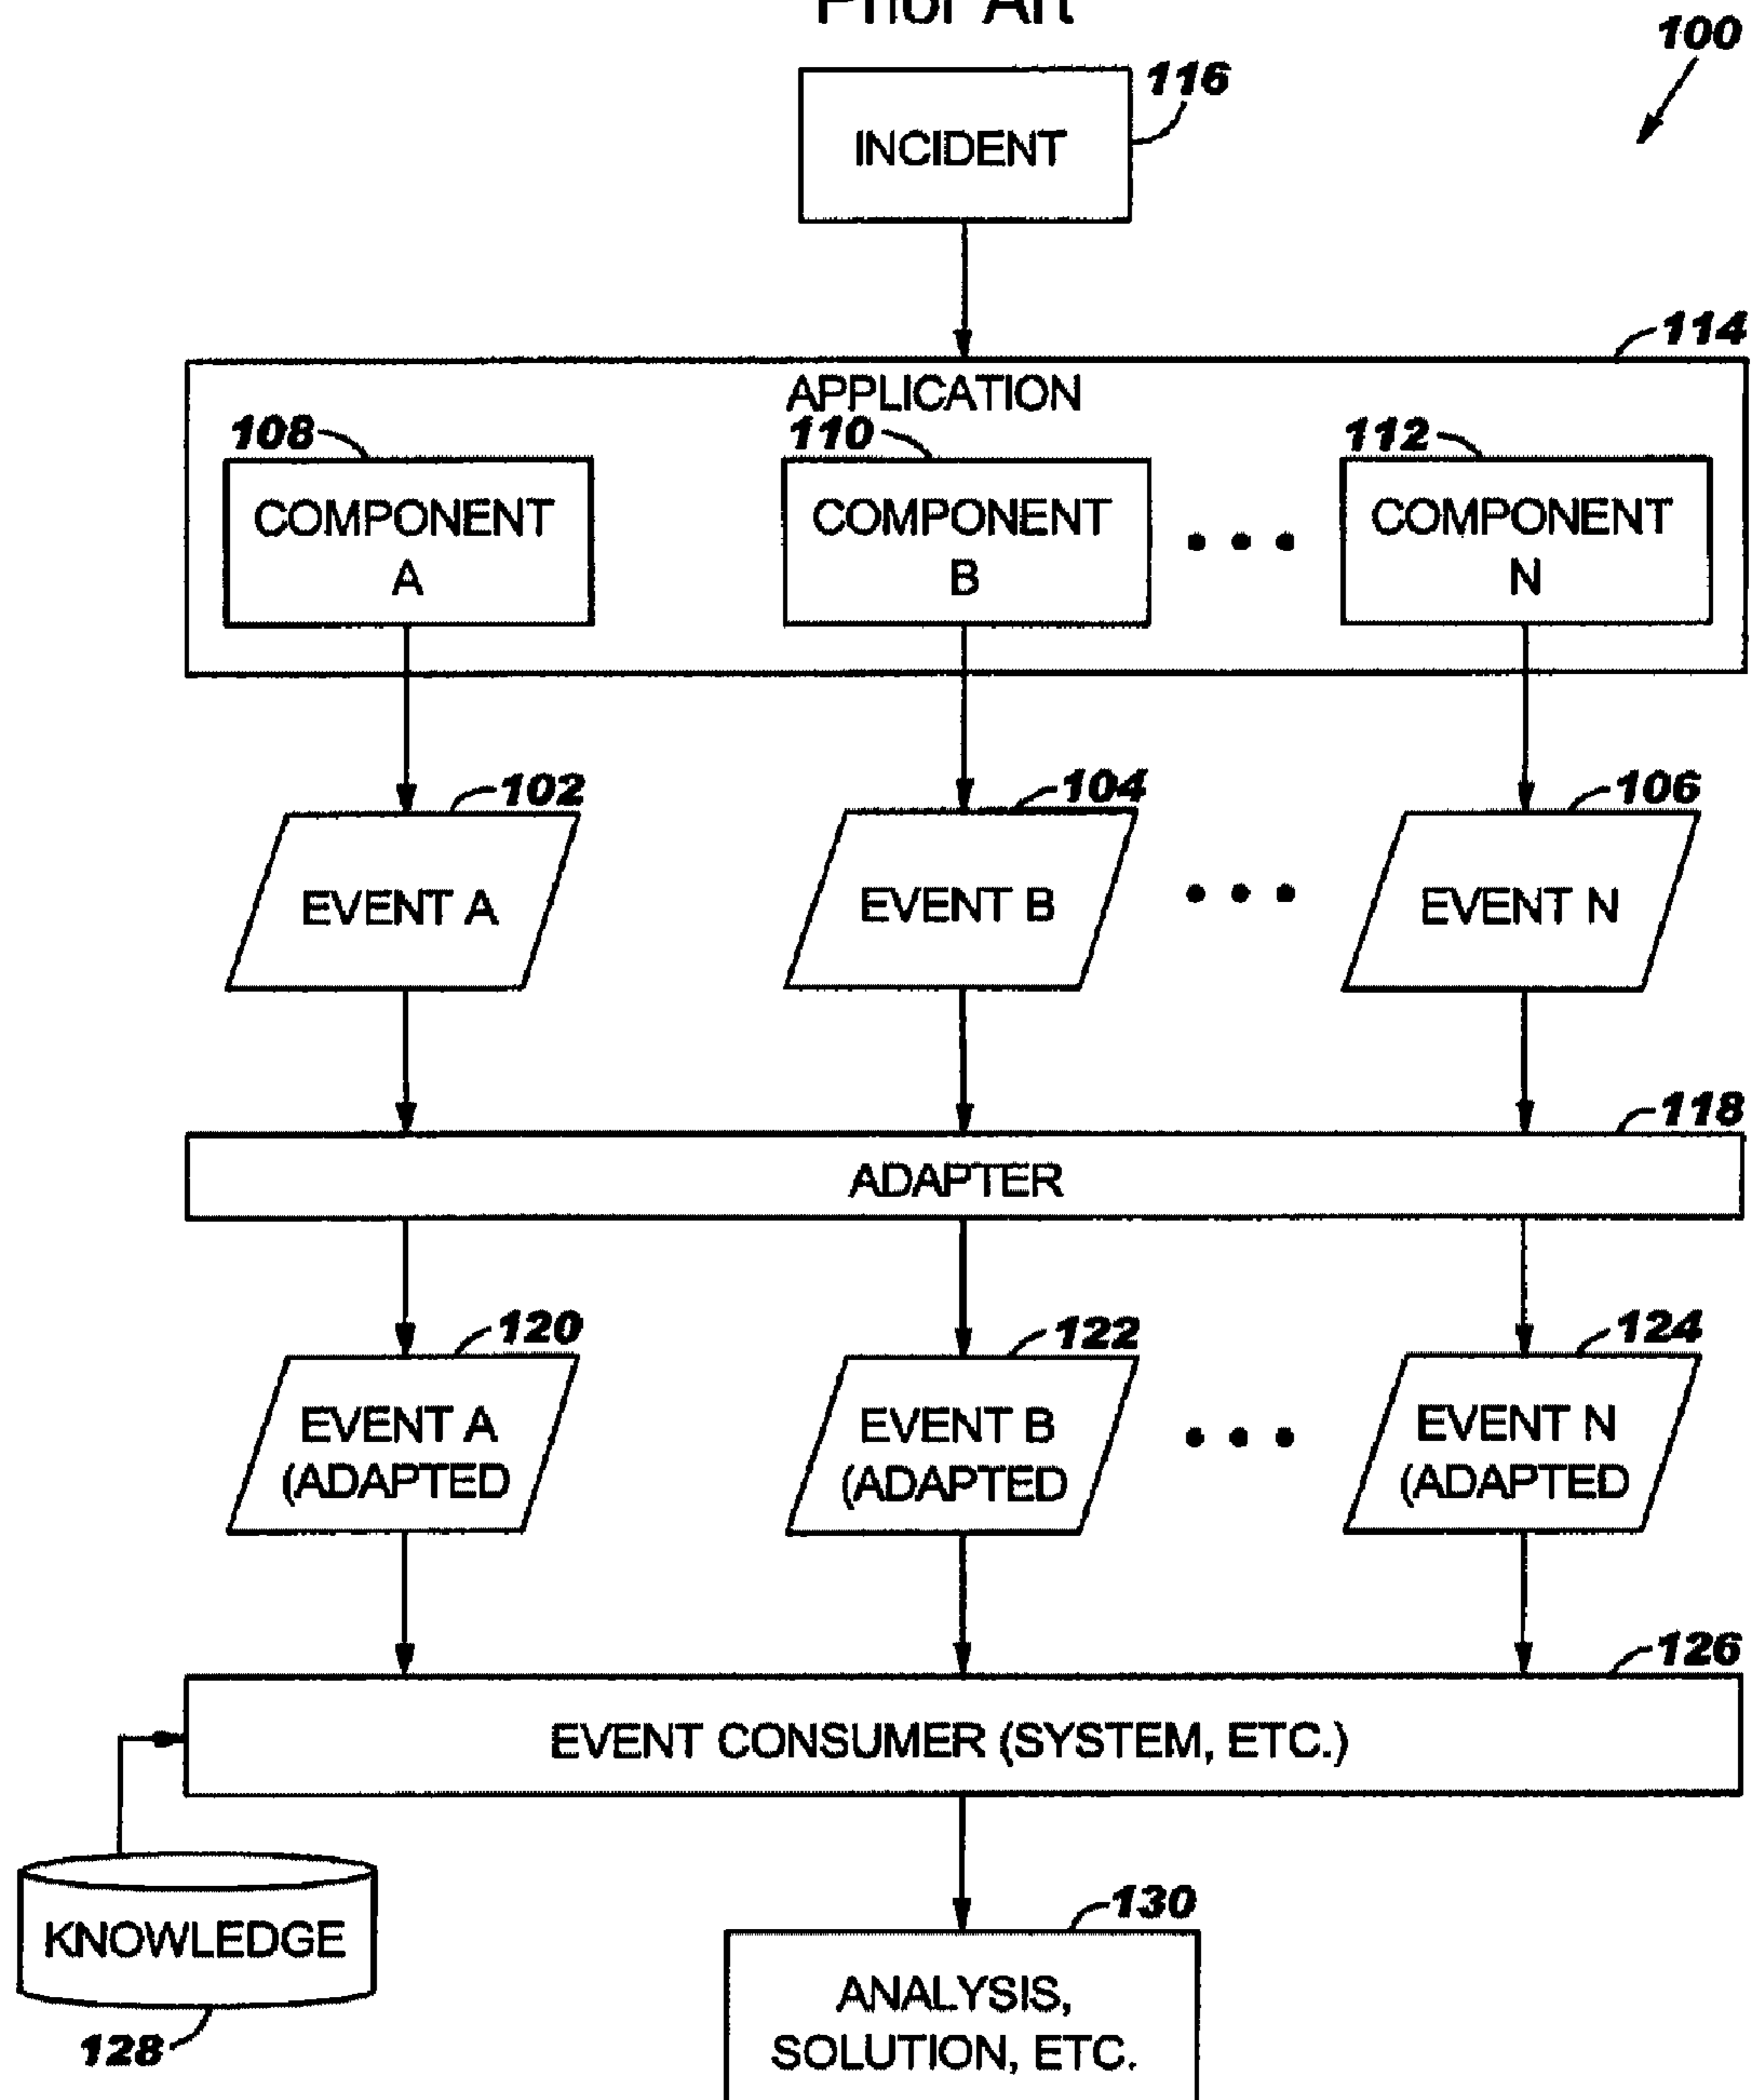 Prior Art
100
116
INCIDENT
114
APPLICATION
108
110
112
COMPONENT
A
COMPONENT
B
COMPONENT
N
102
104
106
EVENT A
EVENT B
EVENT N
118
ADAPTER
120
122
124
EVENT A
(ADAPTED
EVENT B
(ADAPTED
EVENT N
(ADAPTED
126
EVENT CONSUMER (SYSTEM, ETC.)
KNOWLEDGE
128
130
ANALYSIS,
SOLUTION, ETC.